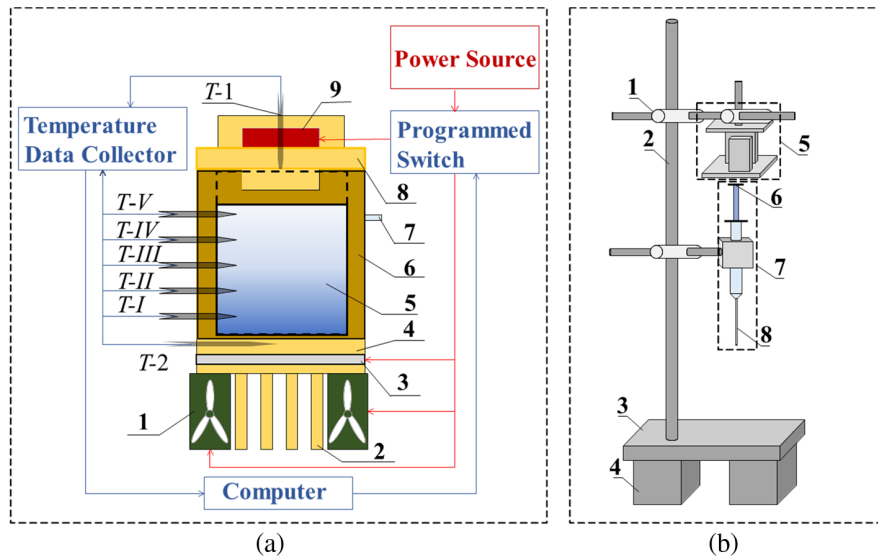 Power Source
T-1
9
Temperature
Data Collector
Programmed
Switch
8
T-V
7
T-IV
6
T-III
T-II
5
T-I
4
T-2
3
1
2
Computer
(a)
1
2
5
6
7
8
3
4
(b)